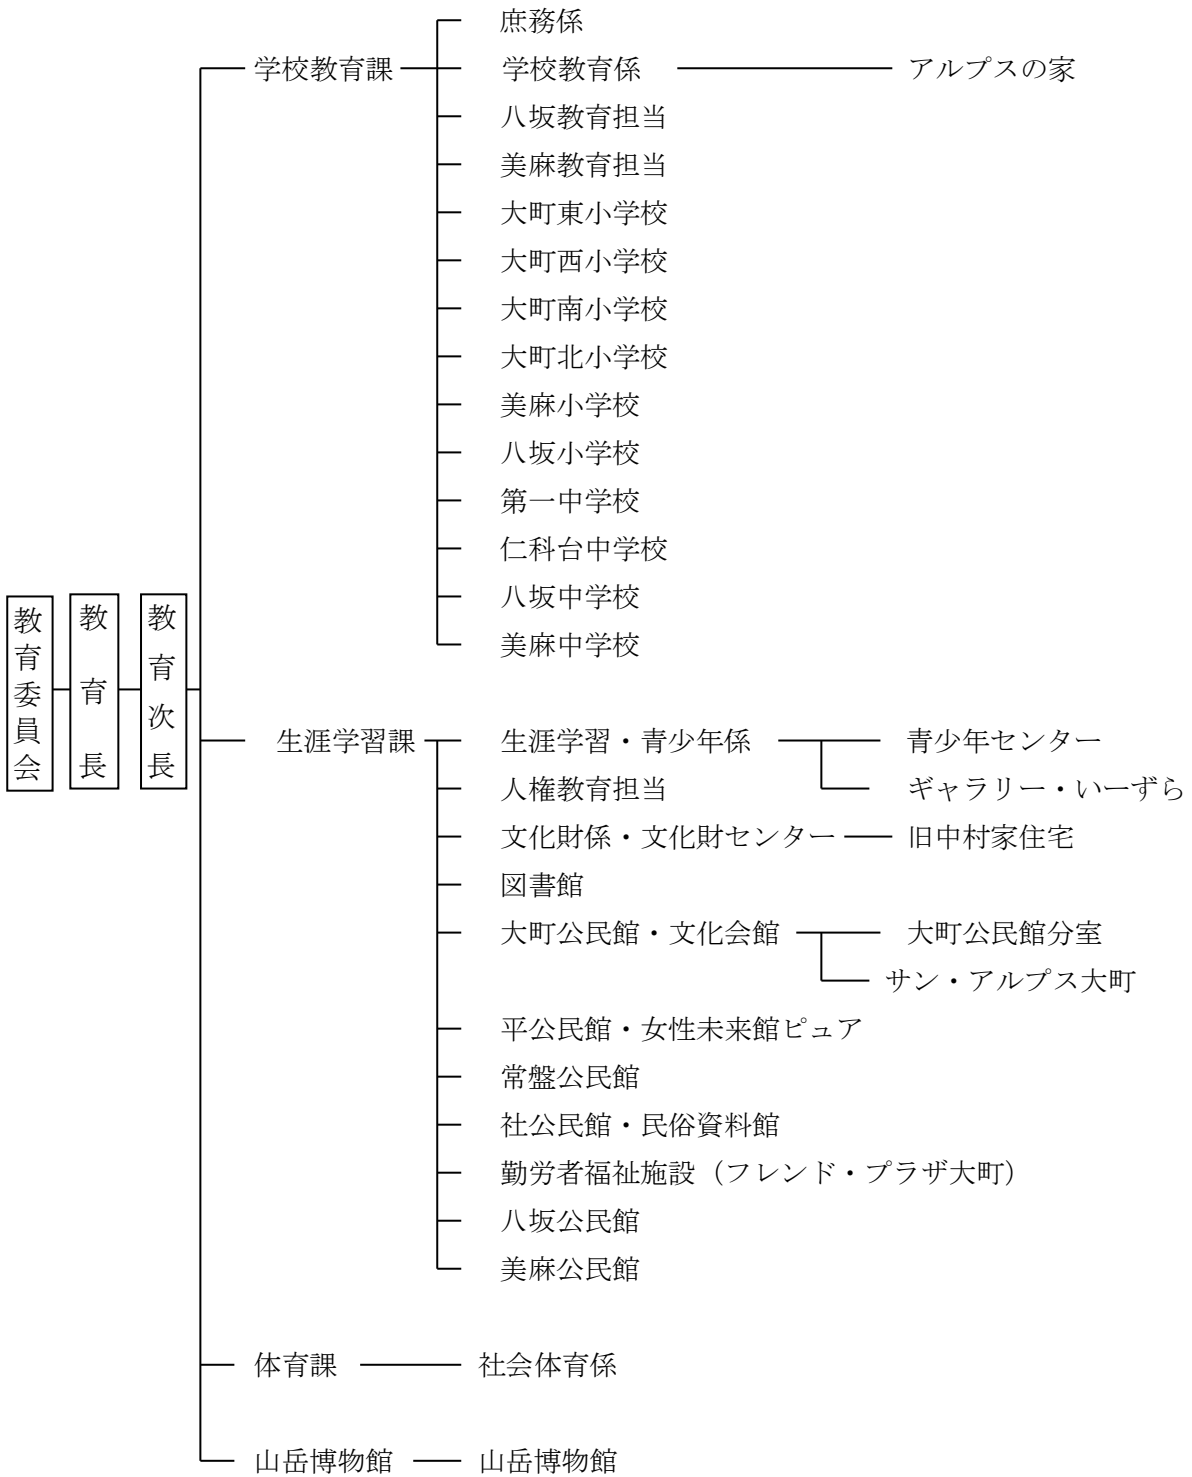 教育委員会
教育長
教育次長
学校教育課
庶務係
学校教育係
アルプスの家
八坂教育担当
美麻教育担当
大町東小学校
大町西小学校
大町南小学校
大町北小学校
美麻小学校
八坂小学校
第一中学校
仁科台中学校
八坂中学校
美麻中学校
生涯学習課
生涯学習・青少年係
青少年センター
ギャラリー・いーずら
人権教育担当
文化財係・文化財センター
旧中村家住宅
図書館
大町公民館・文化会館
大町公民館分室
サン・アルプス大町
平公民館・女性未来館ピュア
常盤公民館
社公民館・民俗資料館
勤労者福祉施設（フレンド・プラザ大町）
八坂公民館
美麻公民館
体育課
社会体育係
山岳博物館
山岳博物館